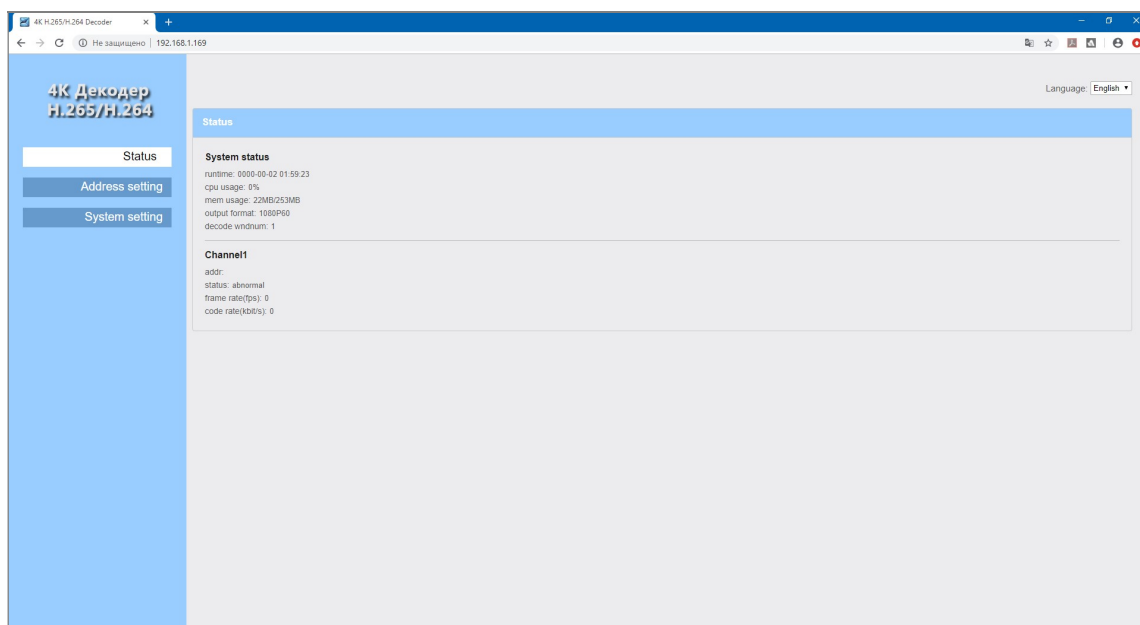 4K H.265/H.264 Decoder
Не защищено | 192.168.1.169
4К Декодер
H.265/H.264
Language: English
Status
Address setting
System setting
Status
System status
runtime: 0000-00-02 01:59:23
cpu usage: 0%
mem usage: 22MB/253MB
output format: 1080P60
decode wndnum: 1
Channel1
addr:
status: abnormal
frame rate(fps): 0
code rate(kbit/s): 0